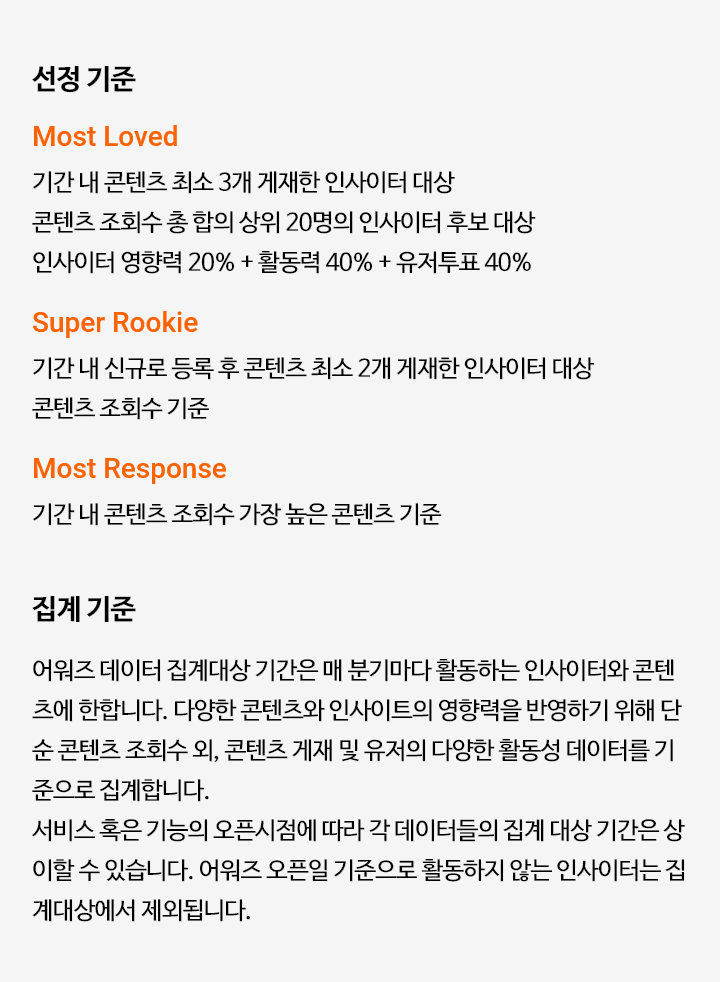 선정 기준
Most Loved
기간 내 콘텐츠 최소 3개 게재한 인사이터 대상
콘텐츠 조회수 총 합의 상위 20명의 인사이터 후보 대상
인사이터 영향력 20% + 활동력 40% + 유저투표 40%
Super Rookie
기간 내 신규로 등록 후 콘텐츠 최소 2개 게재한 인사이터 대상
콘텐츠 조회수 기준
Most Response
기간 내 콘텐츠 조회수 가장 높은 콘텐츠 기준
집계 기준
어워즈 데이터 집계대상 기간은 매 분기마다 활동하는 인사이터와 콘텐
츠에 한합니다. 다양한 콘텐츠와 인사이트의 영향력을 반영하기 위해 단
순 콘텐츠 조회수 외, 콘텐츠 게재 및 유저의 다양한 활동성 데이터를 기
준으로 집계합니다.
서비스 혹은 기능의 오픈시점에 따라 각 데이터들의 집계 대상 기간은 상
이할 수 있습니다. 어워즈 오픈일 기준으로 활동하지 않는 인사이터는 집
계대상에서 제외됩니다.